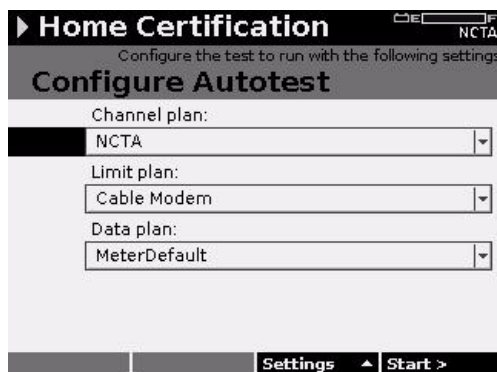 Home Certification
E F
NCTA
Configure the test to run with the following settings
Configure Autotest
Channel plan:
NCTA
Limit plan:
Cable Modem
Data plan:
MeterDefault
Settings
Start >